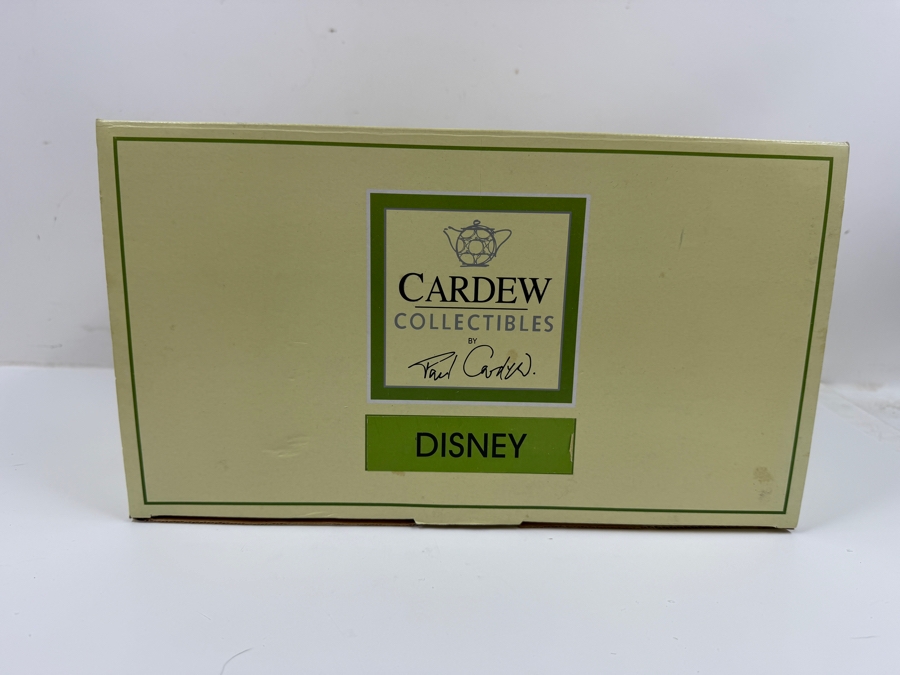 CARDEW
COLLECTIBLES
BY
Paul Cardew.
DISNEY